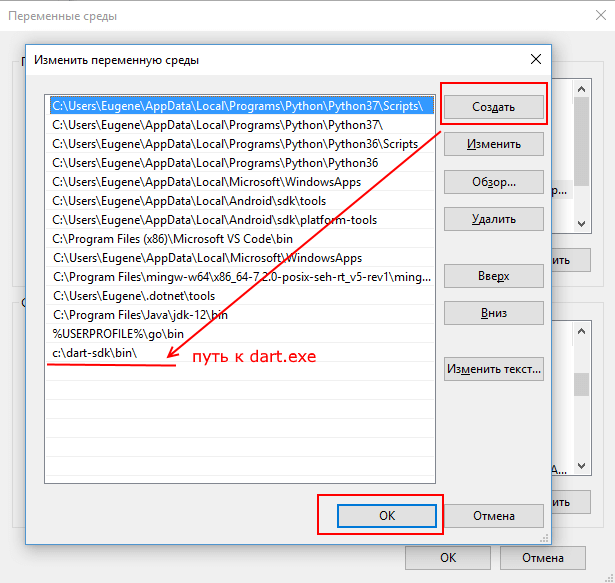 Переменные среды
Изменить переменную среды
C:\Users\Eugene\AppData\Local\Programs\Python\Python37\Scripts\
C:\Users\Eugene\AppData\Local\Programs\Python\Python37\
C:\Users\Eugene\AppData\Local\Programs\Python\Python36\Scripts
C:\Users\Eugene\AppData\Local\Programs\Python\Python36
C:\Users\Eugene\AppData\Local\Microsoft\WindowsApps
C:\Users\Eugene\AppData\Local\Android\sdk\tools
C:\Users\Eugene\AppData\Local\Android\sdk\platform-tools
C:\Program Files (x86)\Microsoft VS Code\bin
C:\Users\Eugene\AppData\Local\Microsoft\WindowsApps
C:\Program Files\mingw-w64\x86_64-7.2.0-posix-seh-rt_v5-rev1\ming...
C:\Users\Eugene\.dotnet\tools
C:\Program Files\Java\jdk-12\bin
%USERPROFILE%\go\bin
c:\dart-sdk\bin\
путь к dart.exe
Создать
Изменить
Обзор...
Удалить
Вверх
Вниз
Изменить текст...
OK
Отмена
р...
ить
А...
ить
OK
Отмена